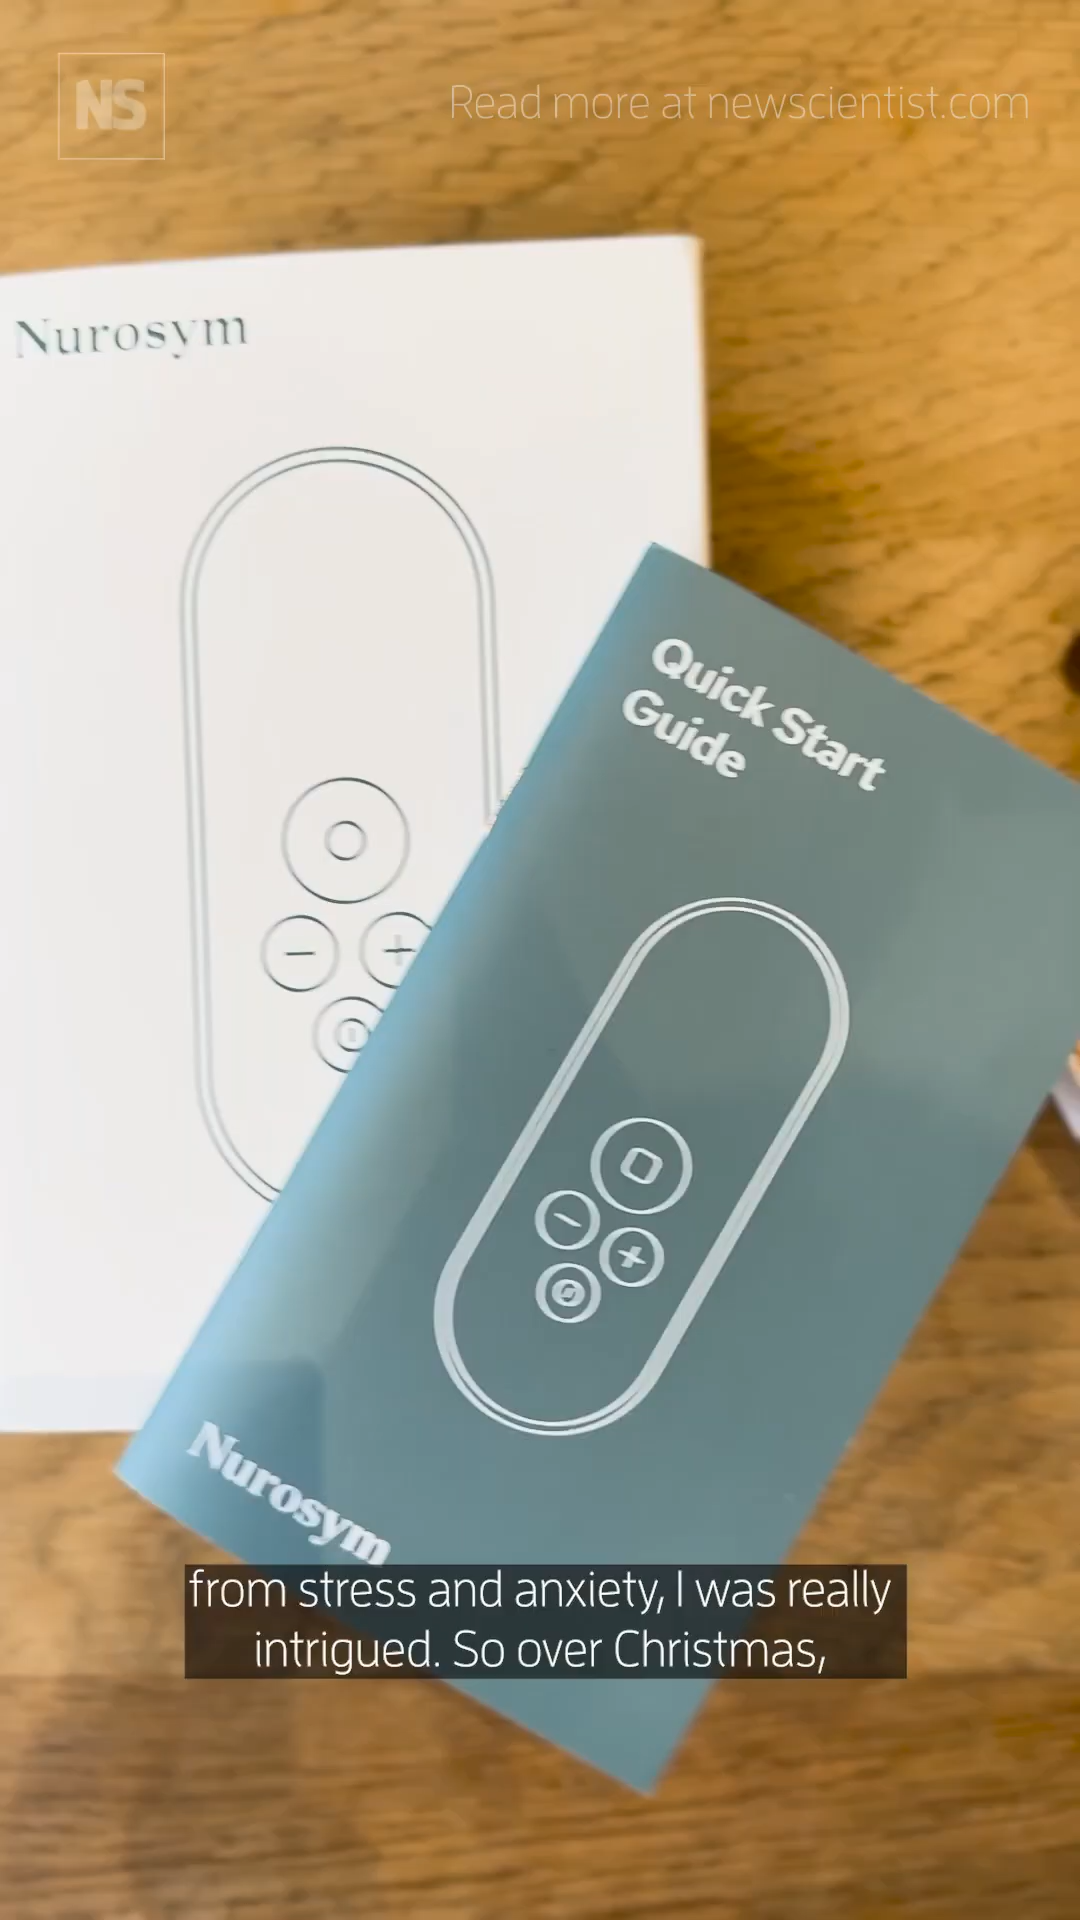 NS
Read more at newscientist.com
Nurosym
Quick Start
Guide
Nurosym
from stress and anxiety, I was really
intrigued. So over Christmas,